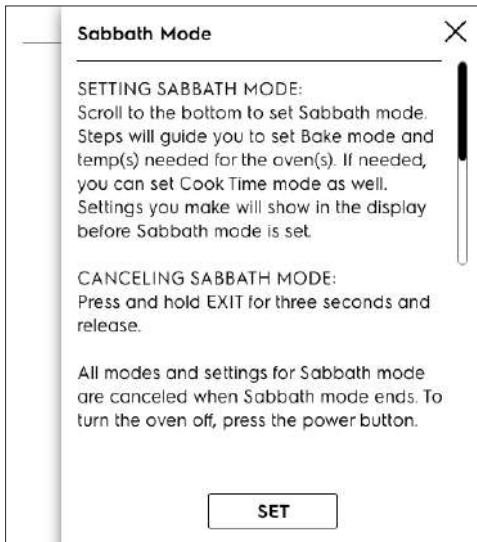 Sabbath Mode
SETTING SABBATH MODE:
Scroll to the bottom to set Sabbath mode.
Steps will guide you to set Bake mode and
temp(s) needed for the oven(s). If needed,
you can set Cook Time mode as well.
Settings you make will show in the display
before Sabbath mode is set.
CANCELING SABBATH MODE:
Press and hold EXIT for three seconds and
release.
All modes and settings for Sabbath mode
are canceled when Sabbath mode ends. To
turn the oven off, press the power button.
SET